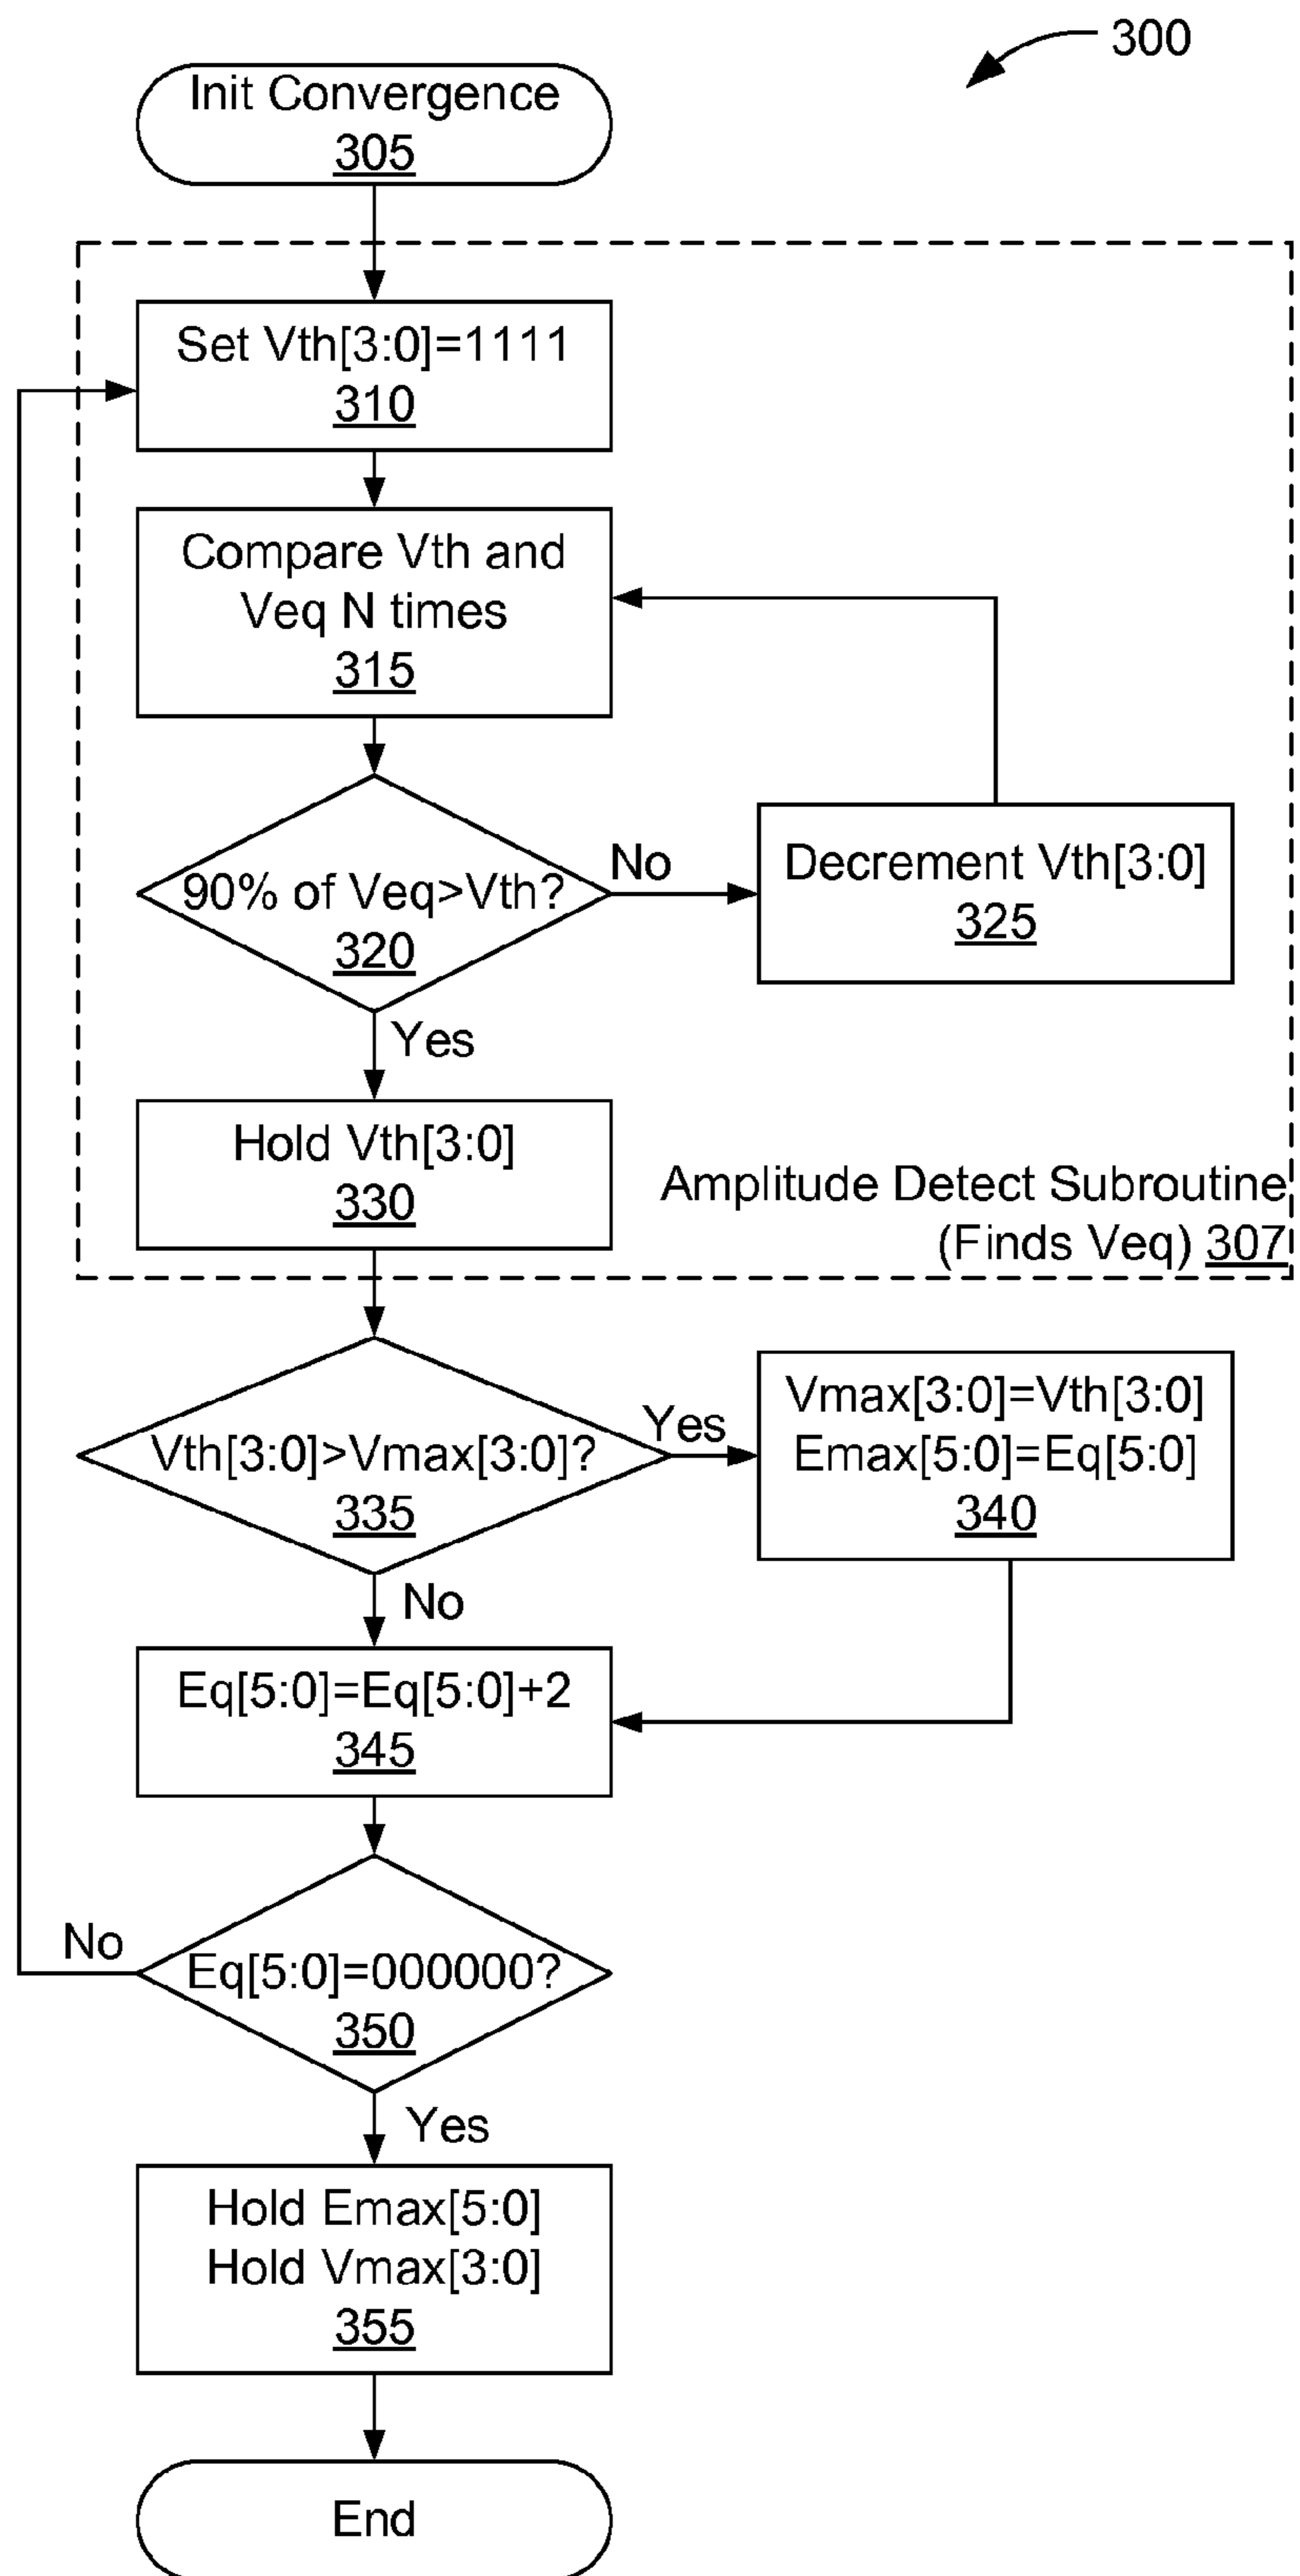 300
Init Convergence
305
Set Vth[3:0]=1111
310
Compare Vth and
Veq N times
315
90% of Veq>Vth?
320
No
Decrement Vth[3:0]
325
Yes
Hold Vth[3:0]
330
Amplitude Detect Subroutine
(Finds Veq) 307
Vth[3:0]>Vmax[3:0]?
335
Yes
Vmax[3:0]=Vth[3:0]
Emax[5:0]=Eq[5:0]
340
No
Eq[5:0]=Eq[5:0]+2
345
No
Eq[5:0]=000000?
350
Yes
Hold Emax[5:0]
Hold Vmax[3:0]
355
End